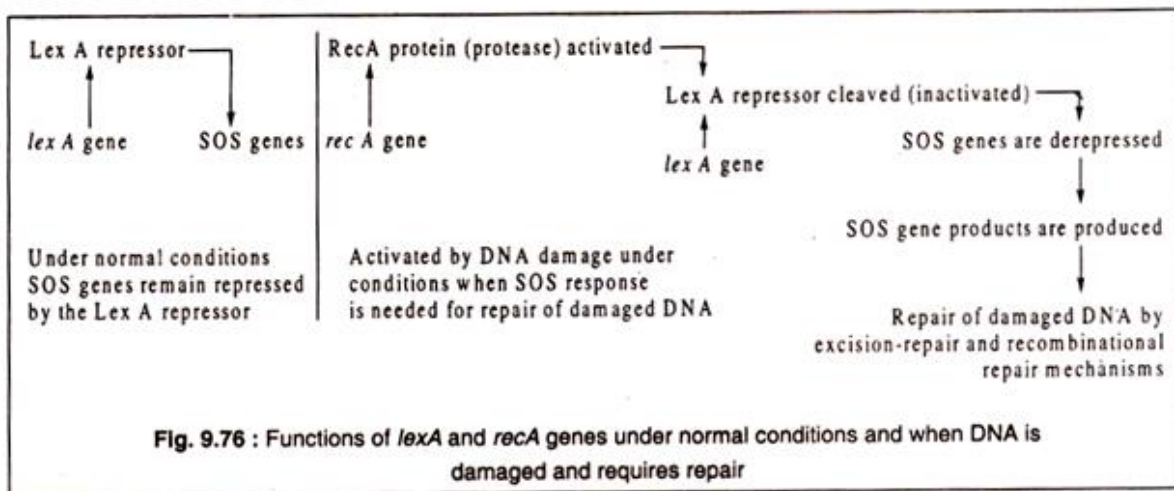 Lex A repressor
lex A gene
SOS genes
Under normal conditions
SOS genes remain repressed
by the Lex A repressor
RecA protein (protease) activated
rec A gene
Lex A repressor cleaved (inactivated)
lex A gene
SOS genes are derepressed
SOS gene products are produced
Activated by DNA damage under
conditions when SOS response
is needed for repair of damaged DNA
Repair of damaged DNA by
excision-repair and recombinational
repair mechanisms
Fig. 9.76 : Functions of lexA and recA genes under normal conditions and when DNA is
damaged and requires repair